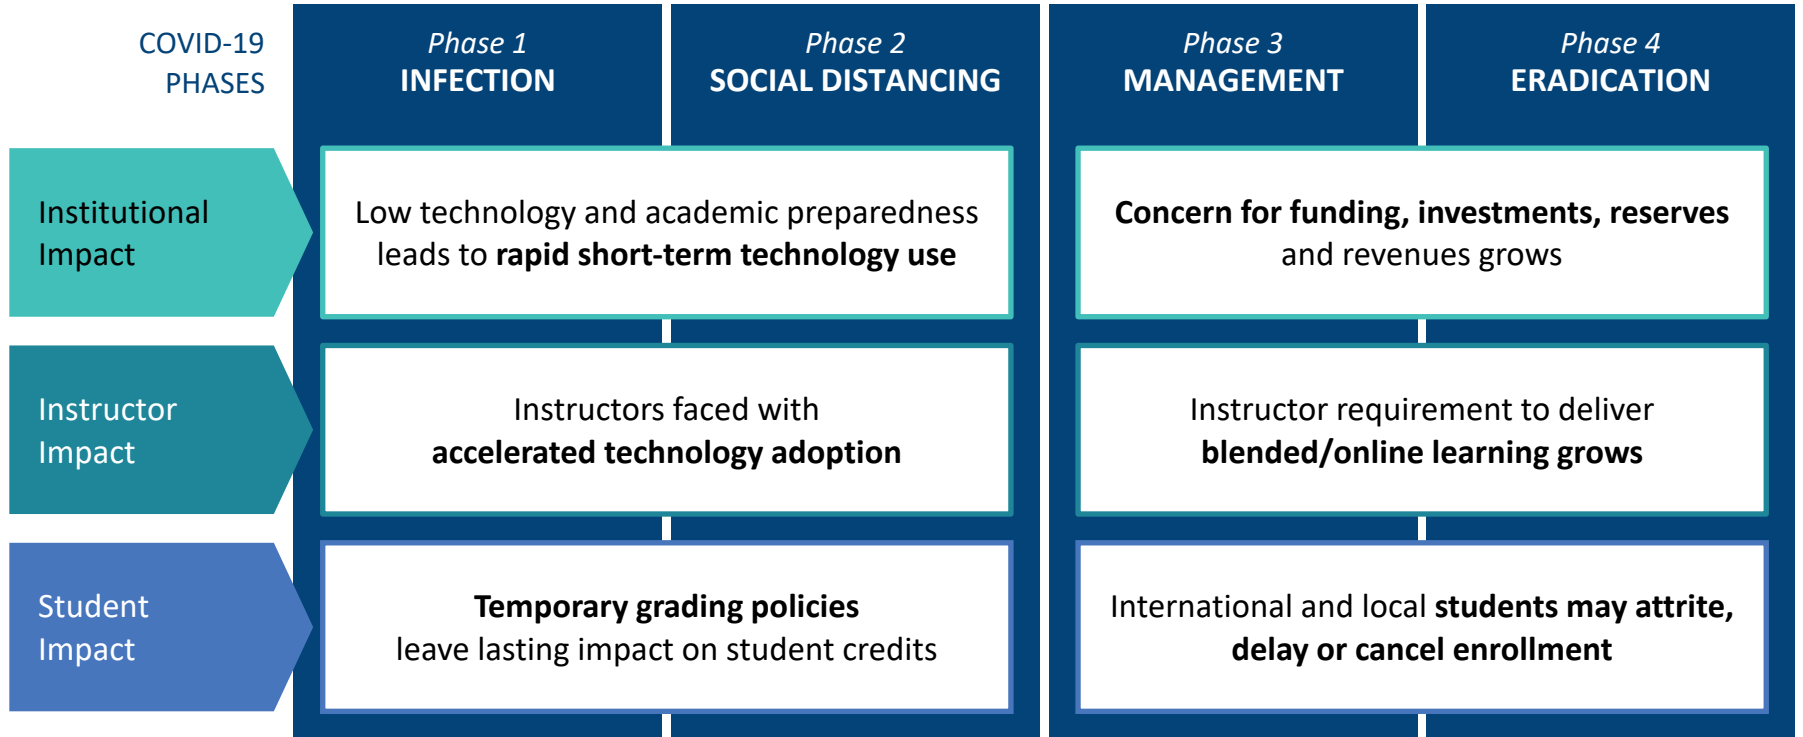 COVID-19
PHASES
Phase 1
INFECTION
Phase 2
SOCIAL DISTANCING
Phase 3
MANAGEMENT
Phase 4
ERADICATION
Institutional
Impact
Low technology and academic preparedness
leads to rapid short-term technology use
Concern for funding, investments, reserves
and revenues grows
Instructor
Impact
Instructors faced with
accelerated technology adoption
Instructor requirement to deliver
blended/online learning grows
Student
Impact
Temporary grading policies
leave lasting impact on student credits
International and local students may attrite,
delay or cancel enrollment